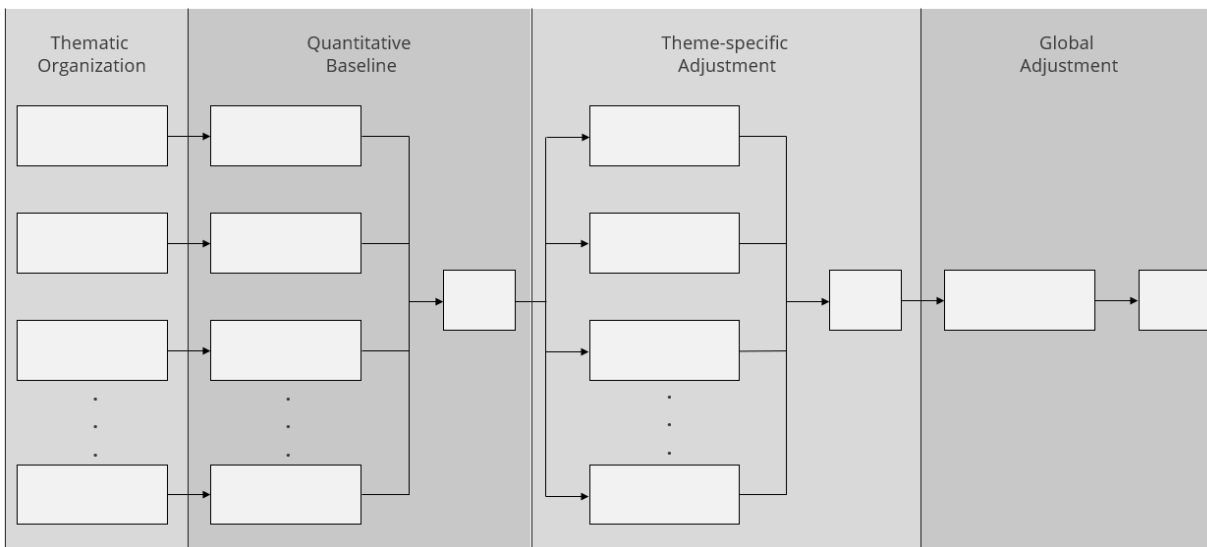 Thematic
Organization
Quantitative
Baseline
Theme-specific
Adjustment
Global
Adjustment